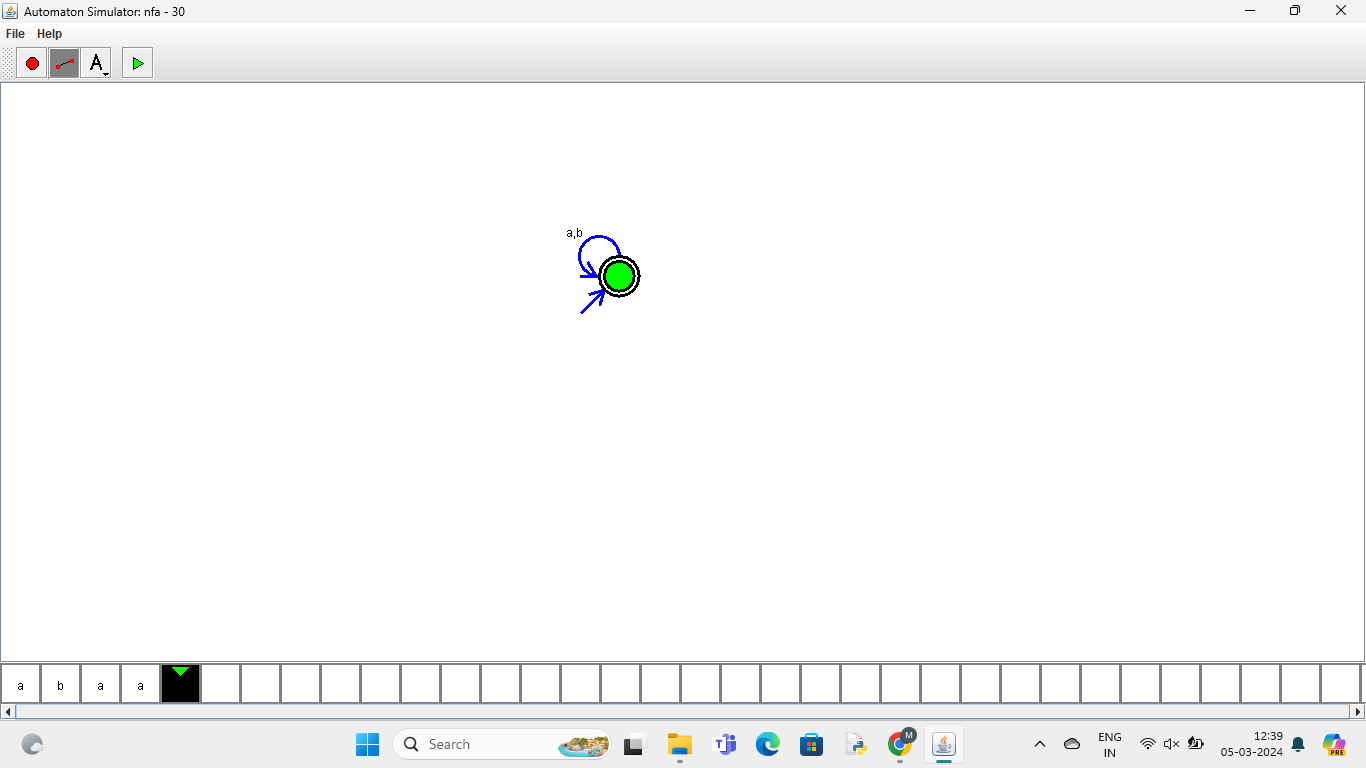 Automaton Simulator: nfa - 30
File Help
A
a,b
a b a a
Search
M
ENG
IN
12:39
05-03-2024
PRE